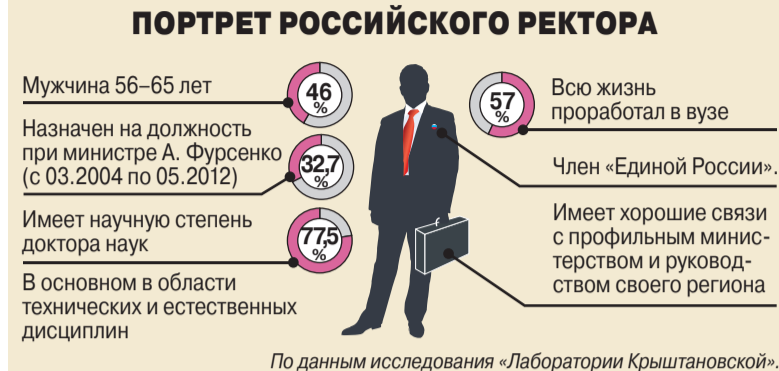 ПОРТРЕТ РОССИЙСКОГО РЕКТОРА
Мужчина 56–65 лет
46
%
Назначен на должность
при министре А. Фурсенко
(с 03.2004 по 05.2012)
32,7
%
Имеет научную степень
доктора наук
77,5
%
В основном в области
технических и естественных
дисциплин
57
%
Всю жизнь
проработал в вузе
Член «Единой России».
Имеет хорошие связи
с профильным минис-
терством и руковод-
ством своего региона
По данным исследования «Лаборатории Крыштановской».